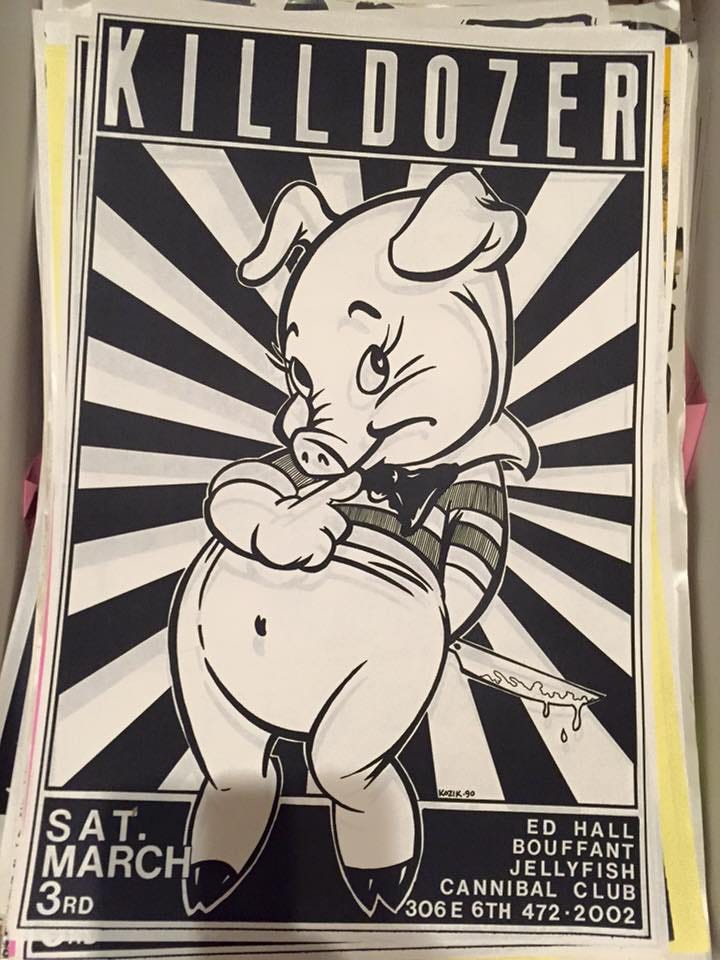 KILLDOZER
KOZIK-90
SAT.
MARCH
3RD
ED HALL
BOUFFANT
JELLYFISH
CANNIBAL CLUB
306 E 6TH 472·2002